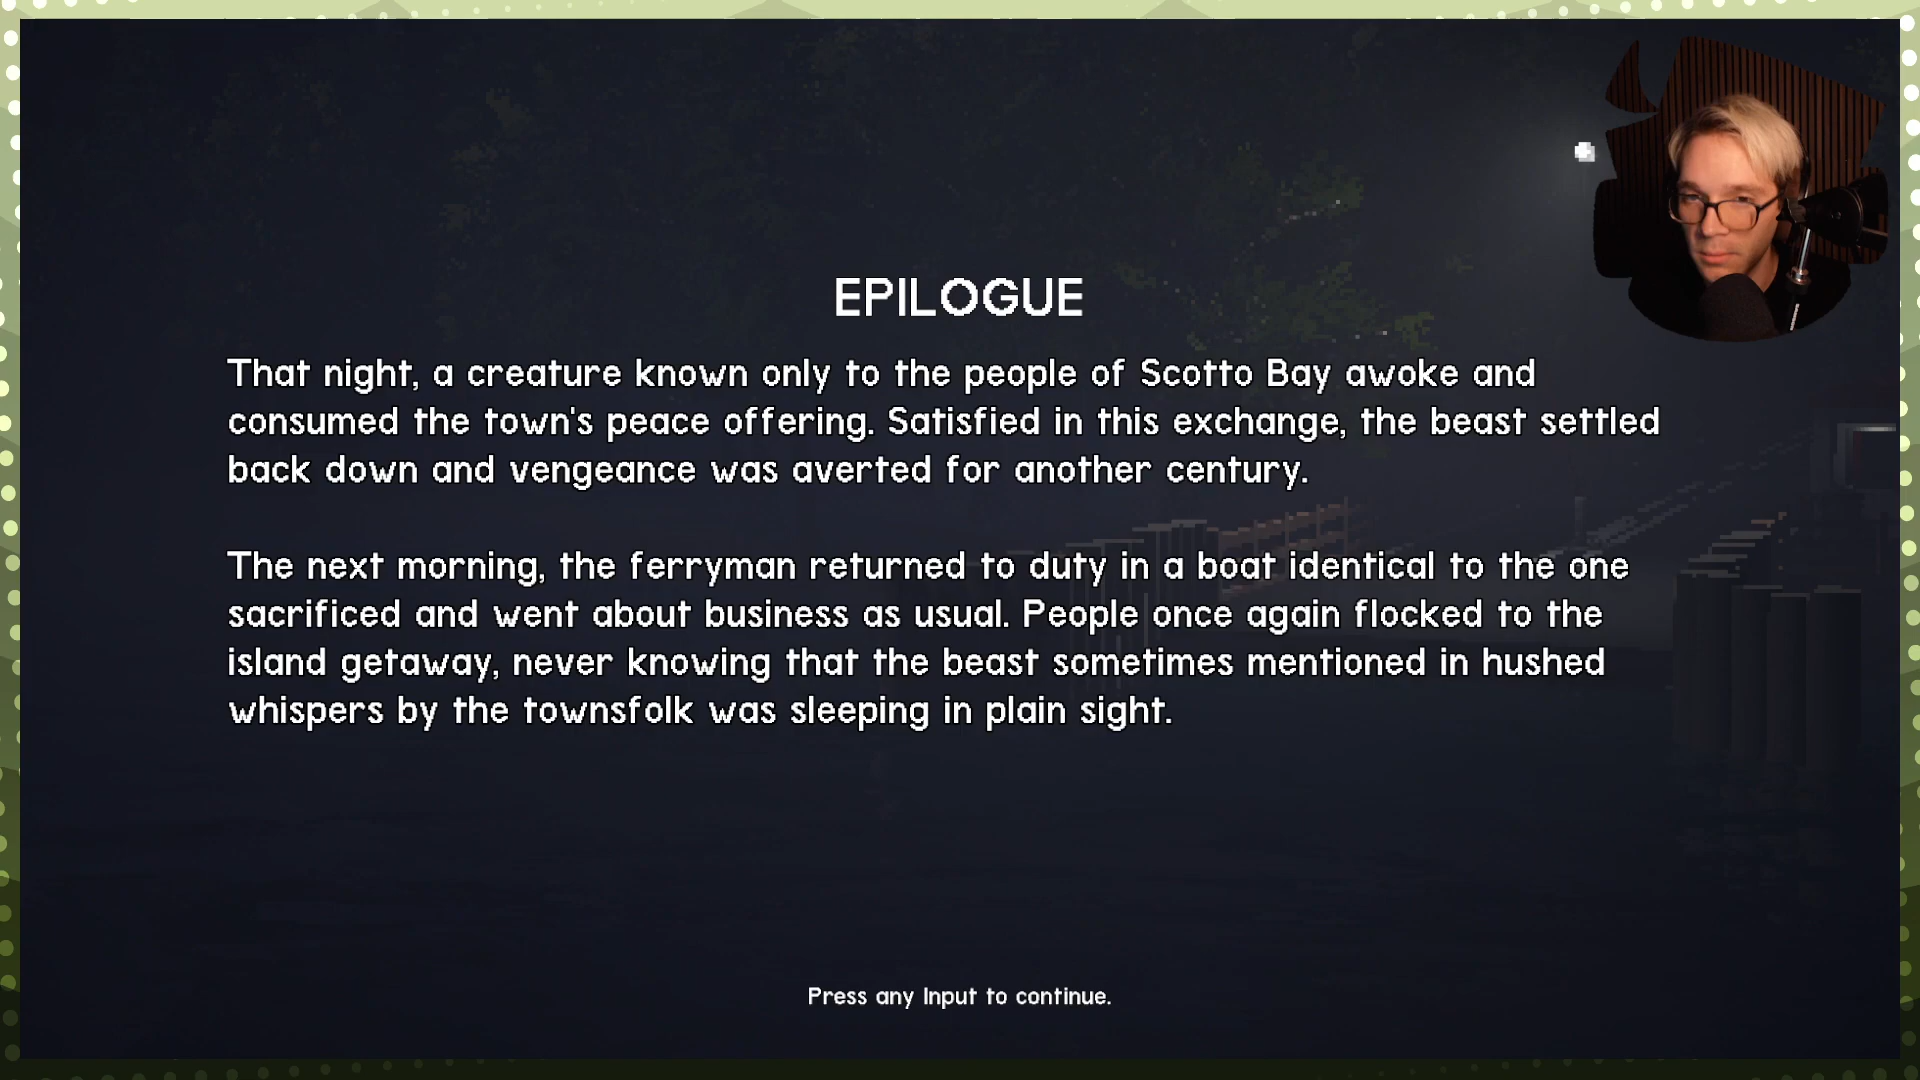 EPILOGUE
That night, a creature known only to the people of Scotto Bay awoke and
consumed the town's peace offering. Satisfied in this exchange, the beast settled
back down and vengeance was averted for another century.
The next morning, the ferryman returned to duty in a boat identical to the one
sacrificed and went about business as usual. People once again flocked to the
island getaway, never knowing that the beast sometimes mentioned in hushed
whispers by the townsfolk was sleeping in plain sight.
Press any Input to continue.